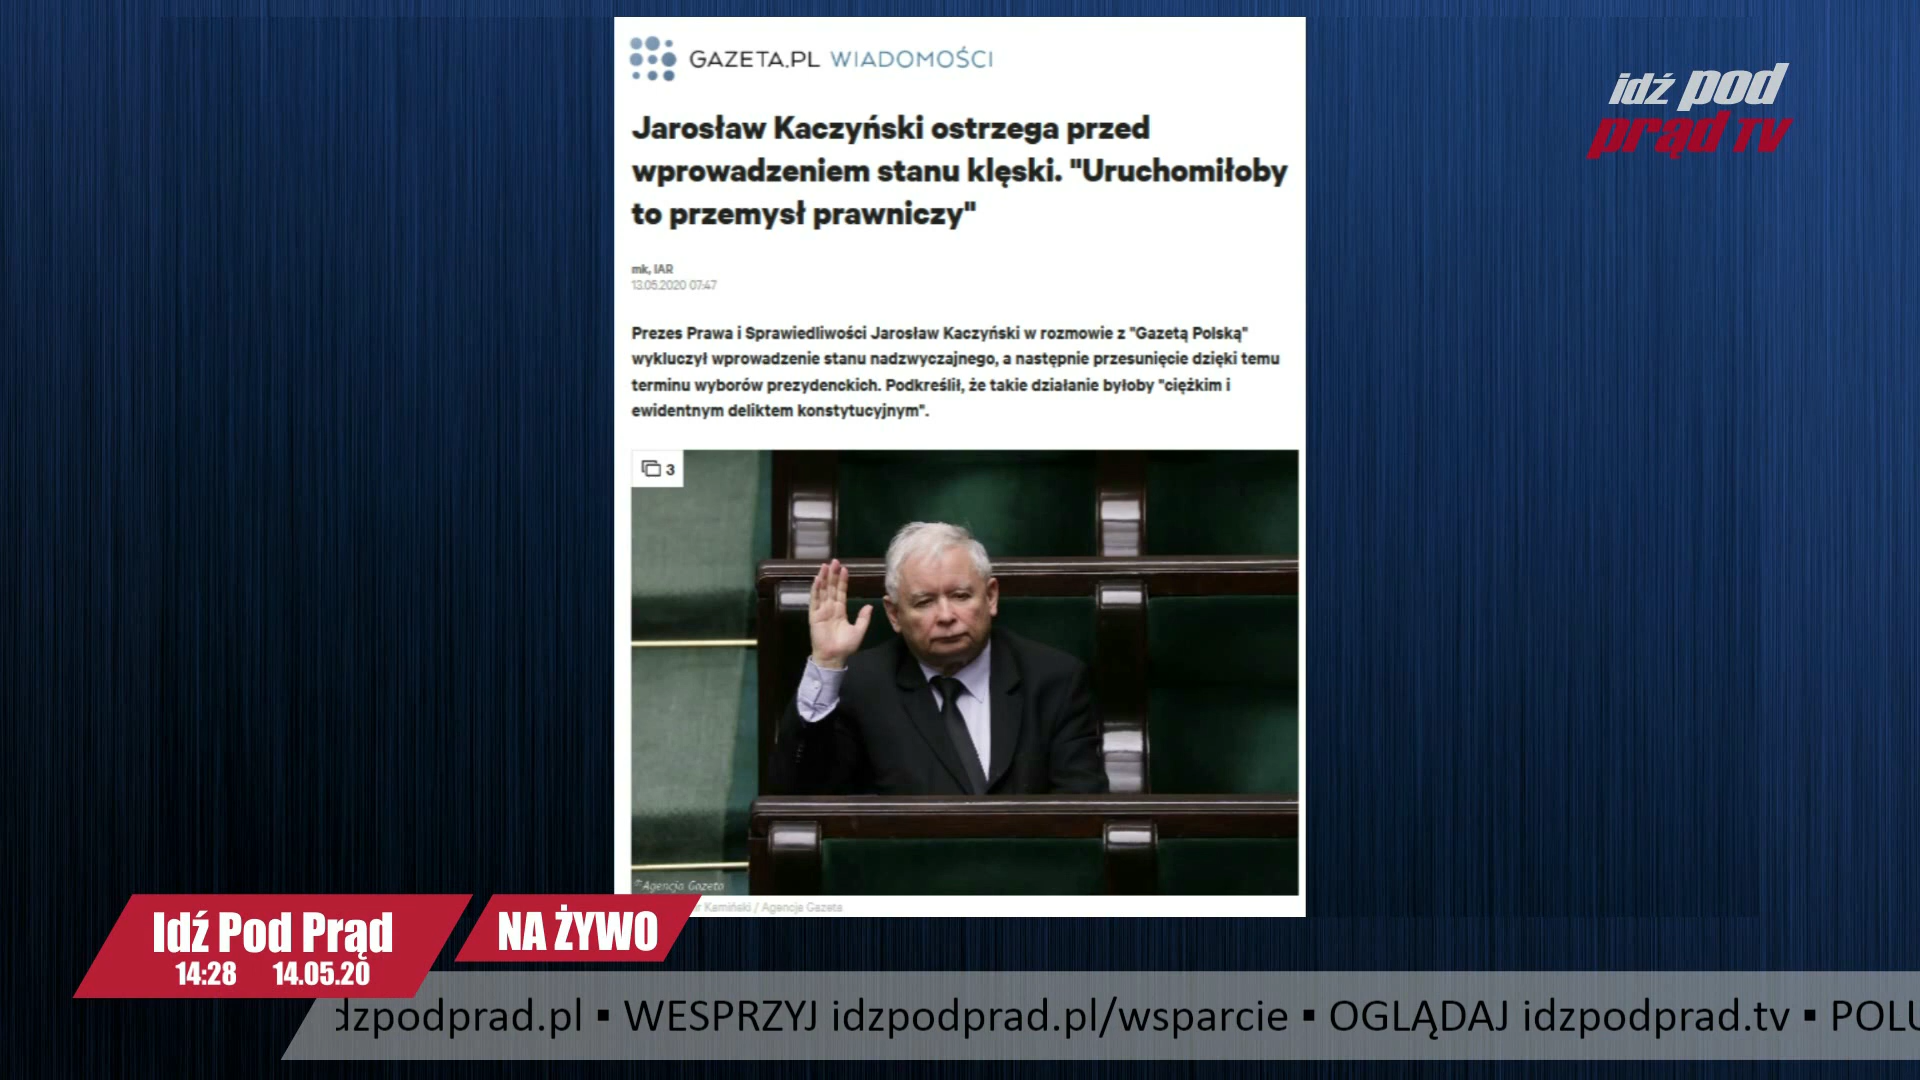 GAZETA.PL WIADOMOŚCI
idź pod
prąd TV
Jarosław Kaczyński ostrzega przed
wprowadzeniem stanu klęski. "Uruchomiłoby
to przemysł prawniczy"
mk, IAR
13.05.2020 07:47
Prezes Prawa i Sprawiedliwości Jarosław Kaczyński w rozmowie z "Gazetą Polską"
wykluczył wprowadzenie stanu nadzwyczajnego, a następnie przesunięcie dzięki temu
terminu wyborów prezydenckich. Podkreślił, że takie działanie byłoby "ciężkim i
ewidentnym deliktem konstytucyjnym".
3
© Agencja Gazeta
Kamiński / Agencja Gazeta
Idź Pod Prąd
NA ŻYWO
14:28 14.05.20
dzpodprad.pl ▪ WESPRZYJ idzpodprad.pl/wsparcie ▪ OGLĄDAJ idzpodprad.tv ▪ POLU